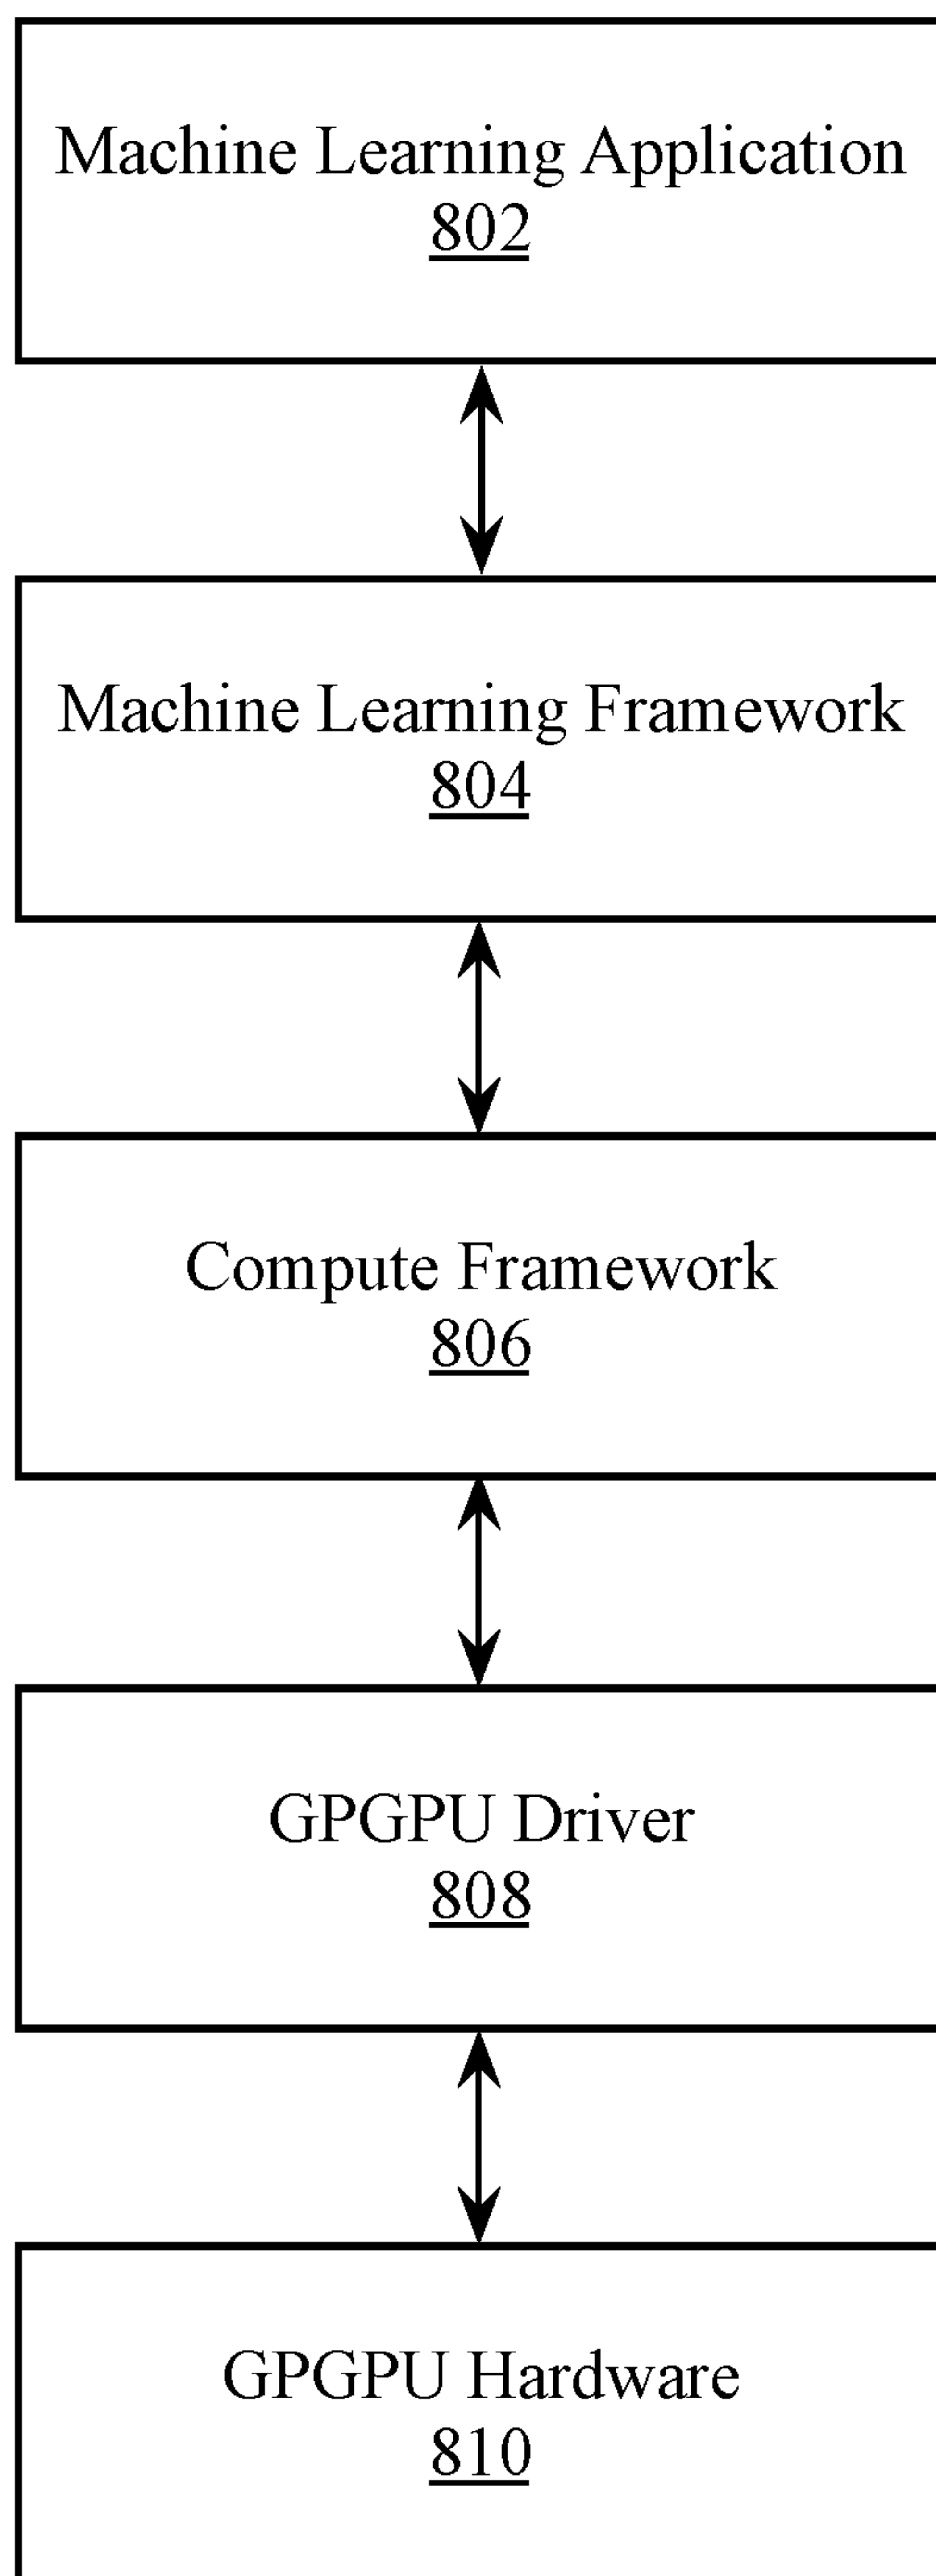 Machine Learning Application
802
Machine Learning Framework
804
Compute Framework
806
GPGPU Driver
808
GPGPU Hardware
810